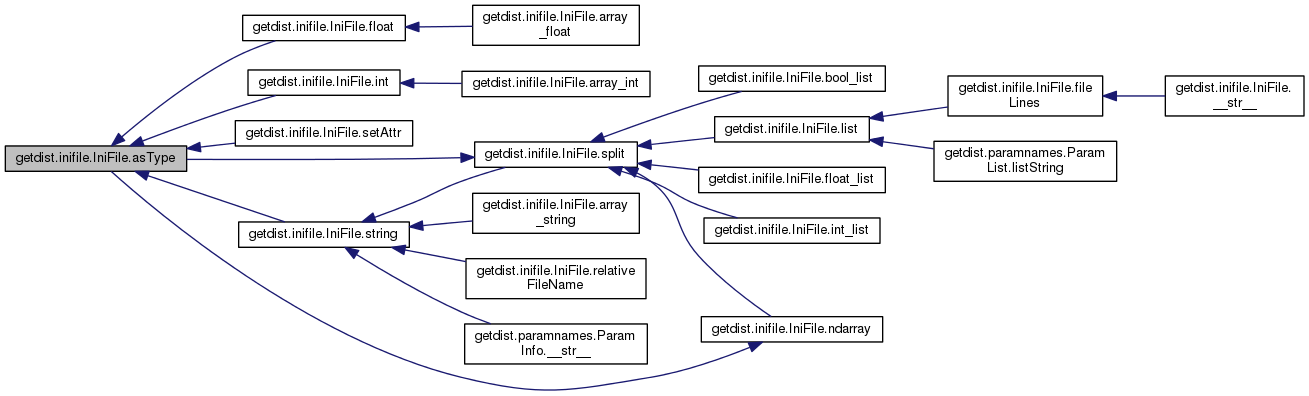 getdist.inifile.IniFile.float
getdist.inifile.IniFile.array
_float
getdist.inifile.IniFile.int
getdist.inifile.IniFile.array_int
getdist.inifile.IniFile.bool_list
getdist.inifile.IniFile.file
Lines
getdist.inifile.IniFile.
__str__
getdist.inifile.IniFile.setAttr
getdist.inifile.IniFile.list
getdist.inifile.IniFile.asType
getdist.inifile.IniFile.split
getdist.paramnames.Param
List.listString
getdist.inifile.IniFile.float_list
getdist.inifile.IniFile.array
_string
getdist.inifile.IniFile.string
getdist.inifile.IniFile.int_list
getdist.inifile.IniFile.relative
FileName
getdist.inifile.IniFile.ndarray
getdist.paramnames.Param
Info.__str__